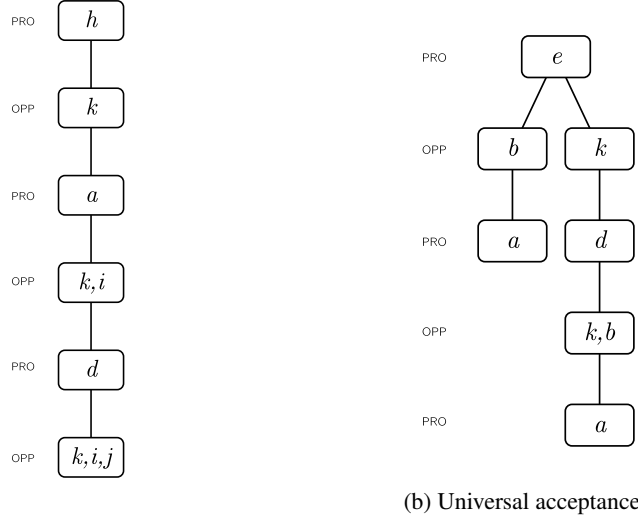 PRO h
OPP k
PRO a
OPP k,i
PRO d
OPP k,i,j
PRO e
OPP b k
PRO a d
OPP k,b
PRO a
(b) Universal acceptance